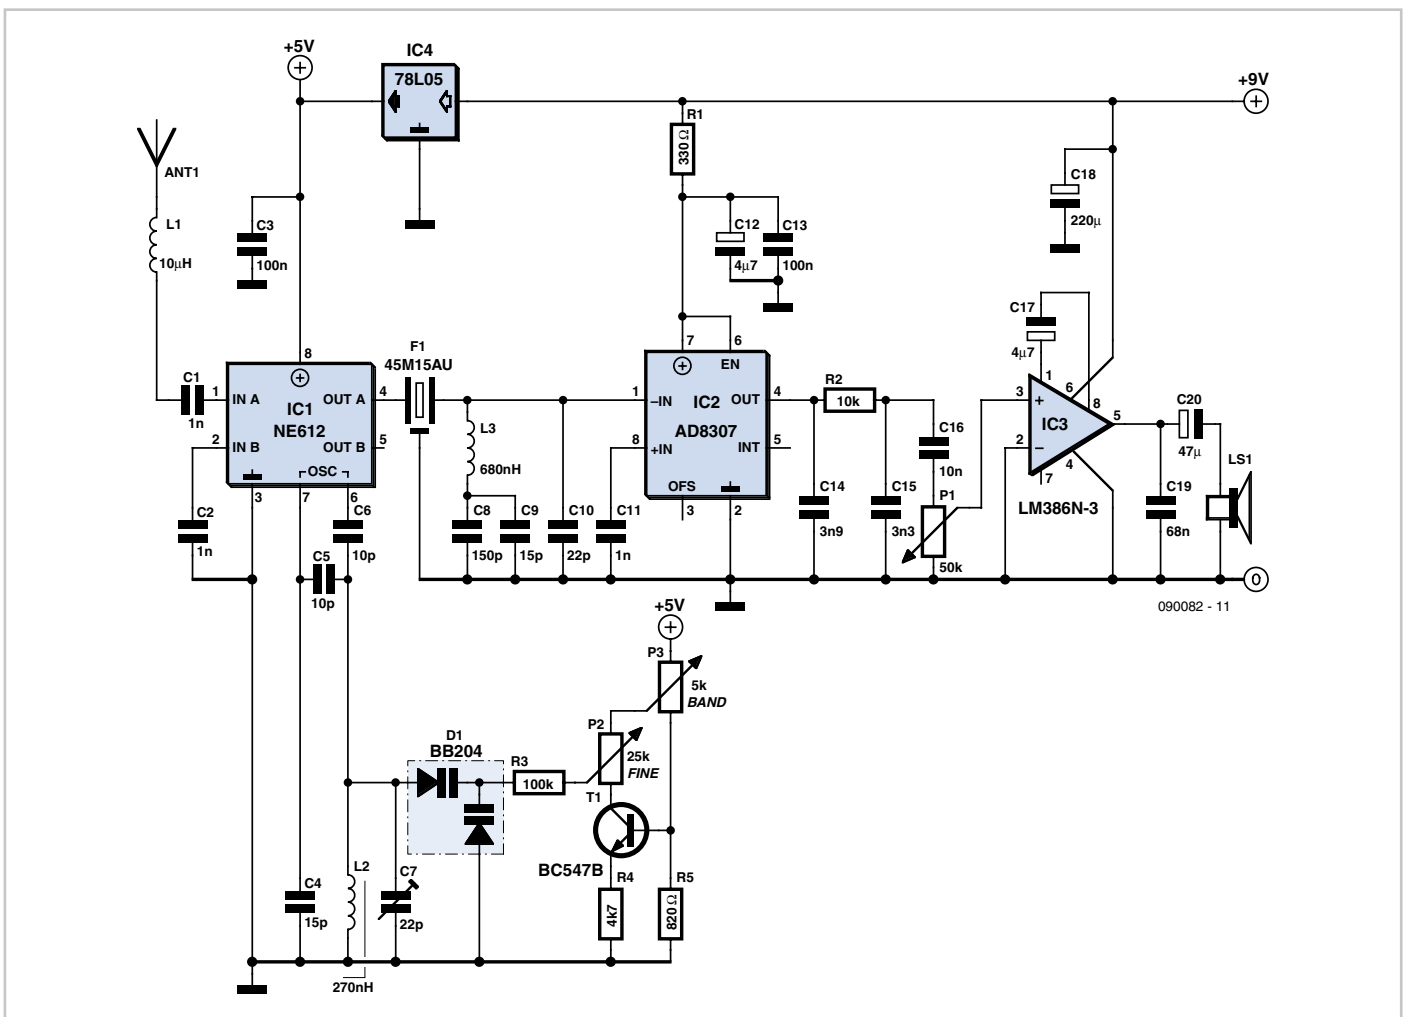 +5V
IC4
78L05
+9V
ANT1
R1
330 Ω
L1
10μH
C3
100n
C12
4μ7
C13
100n
C18
220μ
C17
4μ7
F1
45M15AU
C1
1n
1
IN A
2
IN B
8
IC1
NE612
OUT A
4
OUT B
5
OSC
3
7
6
L3
680nH
7
6
EN
1
–IN
8
+IN
IC2
AD8307
OUT
4
INT
5
OFS
3
2
R2
10k
C16
10n
P1
50k
3
+
2
–
1
6
8
IC3
5
4
7
LM386N-3
C20
47μ
LS1
C19
68n
C2
1n
C6
10p
C5
10p
C8
150p
C9
15p
C10
22p
C11
1n
C14
3n9
C15
3n3
0
090082 - 11
+5V
P3
5k
BAND
P2
25k
FINE
D1
BB204
R3
100k
T1
BC547B
C4
15p
L2
270nH
C7
22p
R4
4k7
R5
820 Ω